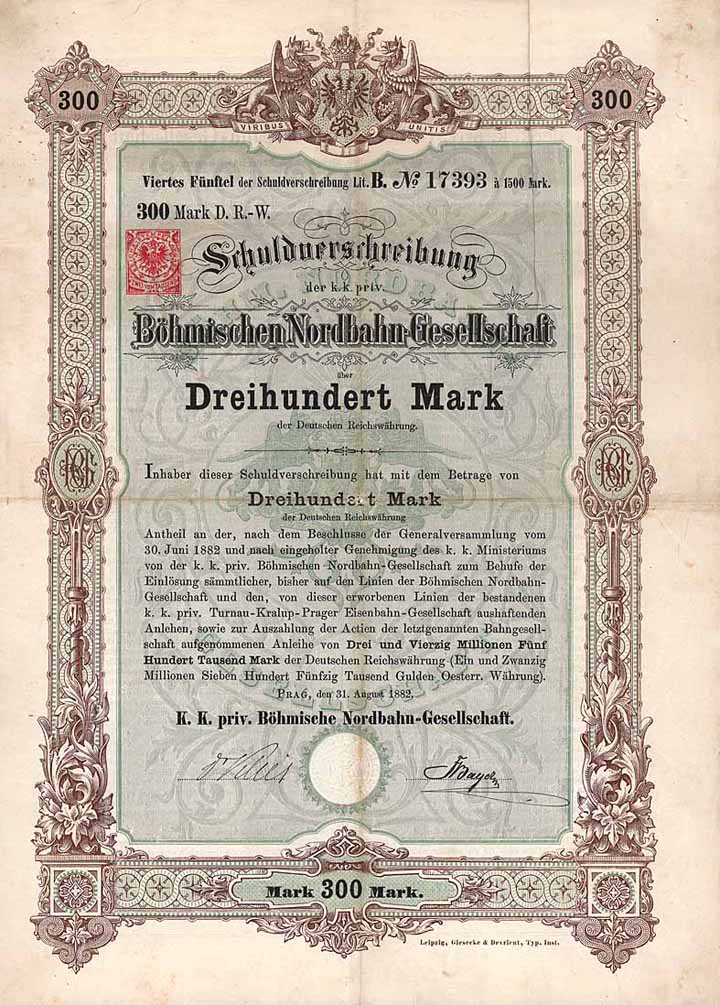 300
300
VIRIBUS UNITIS
Viertes Fünftel der Schuldverschreibung Lit. B. № 17393 à 1500 Mark.
300 Mark D. R.-W.
Schuldverschreibung
der k. k. priv.
Böhmischen Nordbahn-Gesellschaft
über
Dreihundert Mark
der Deutschen Reichswährung.
Inhaber dieser Schuldverschreibung hat mit dem Betrage von
Dreihundert Mark
der Deutschen Reichswährung
Antheil an der, nach dem Beschlusse der Generalversammlung vom
30. Juni 1882 und nach eingeholter Genehmigung des k. k. Ministeriums
von der k. k. priv. Böhmischen Nordbahn-Gesellschaft zum Behufe der
Einlösung sämmtlicher, bisher auf den Linien der Böhmischen Nordbahn-
Gesellschaft und den, von dieser erworbenen Linien der bestandenen
k. k. priv. Turnau-Kralup-Prager Eisenbahn-Gesellschaft aushaftenden
Anlehen, sowie zur Auszahlung der Actien der letztgenannten Bahngesell-
schaft aufgenommenen Anleihe von Drei und Vierzig Millionen Fünf
Hundert Tausend Mark der Deutschen Reichswährung (Ein und Zwanzig
Millionen Sieben Hundert Fünfzig Tausend Gulden Oesterr. Währung).
PRAG, den 31. August 1882.
K. K. priv. Böhmische Nordbahn-Gesellschaft.
Mark 300 Mark.
Leipzig, Giesecke & Devrient, Typ. Inst.